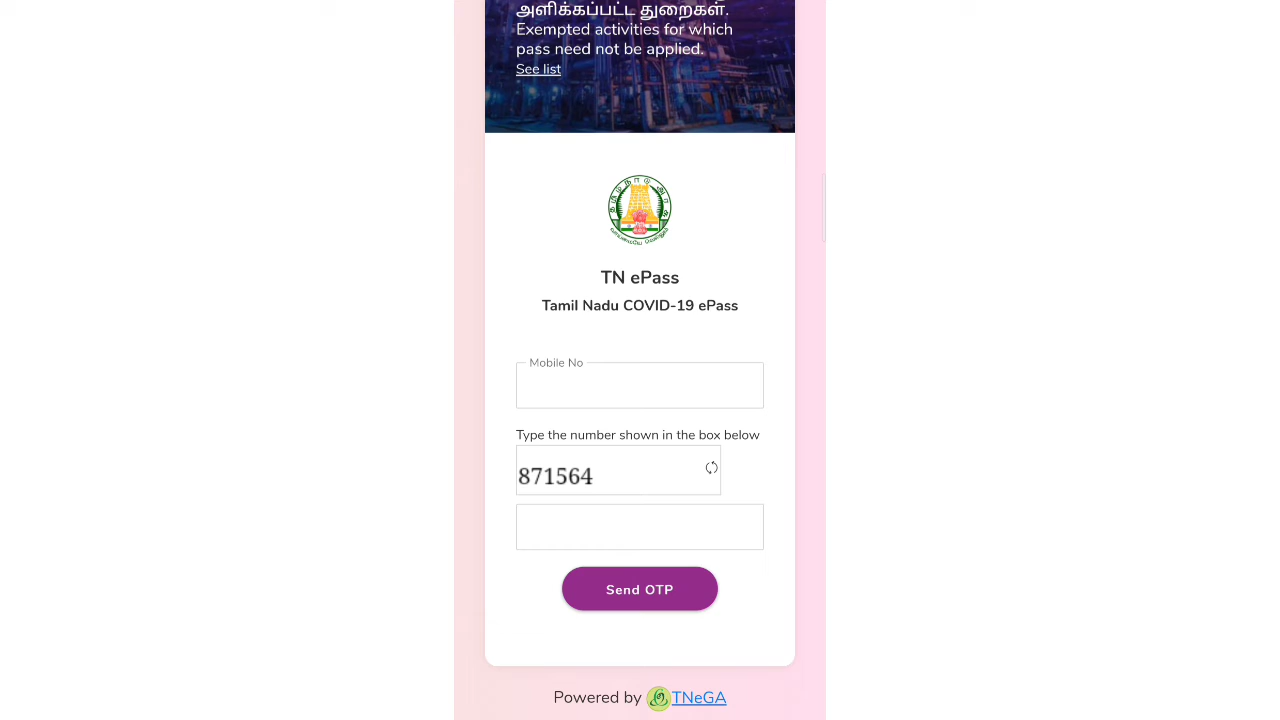 அளிக்கப்பட்ட துறைகள்.
Exempted activities for which
pass need not be applied.
See list
தமிழ் நாடு அரசு
வாய்மையே வெல்லும்
TN ePass
Tamil Nadu COVID-19 ePass
Mobile No
Type the number shown in the box below
871564
Send OTP
Powered by TNeGA